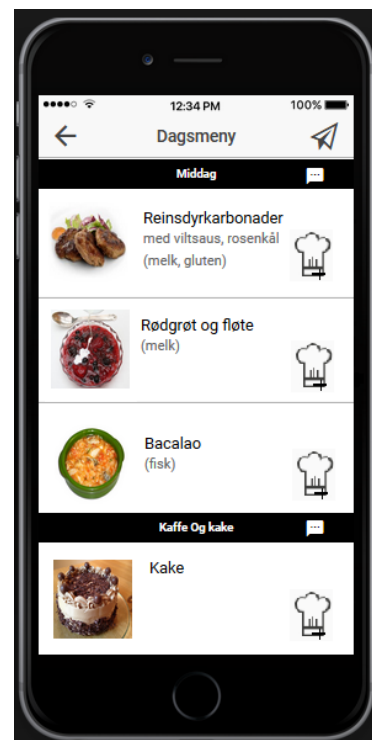 12:34 PM
100%
Dagsmeny
Middag
Reinsdyrkarbonader
med viltsaus, rosenkål
(melk, gluten)
Rødgrøt og fløte
(melk)
Bacalao
(fisk)
Kaffe Og kake
Kake